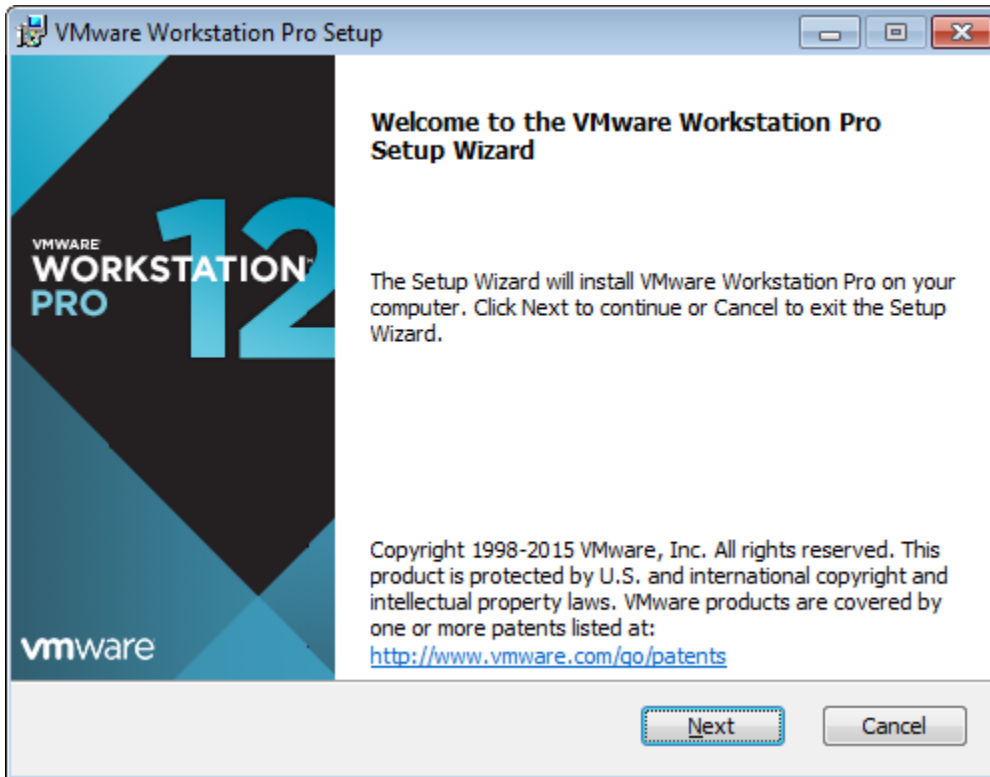 VMware Workstation Pro Setup
Welcome to the VMware Workstation Pro
Setup Wizard
VMWARE
WORKSTATION
PRO
12
The Setup Wizard will install VMware Workstation Pro on your
computer. Click Next to continue or Cancel to exit the Setup
Wizard.
Copyright 1998-2015 VMware, Inc. All rights reserved. This
product is protected by U.S. and international copyright and
intellectual property laws. VMware products are covered by
one or more patents listed at:
http://www.vmware.com/go/patents
vmware
Next
Cancel